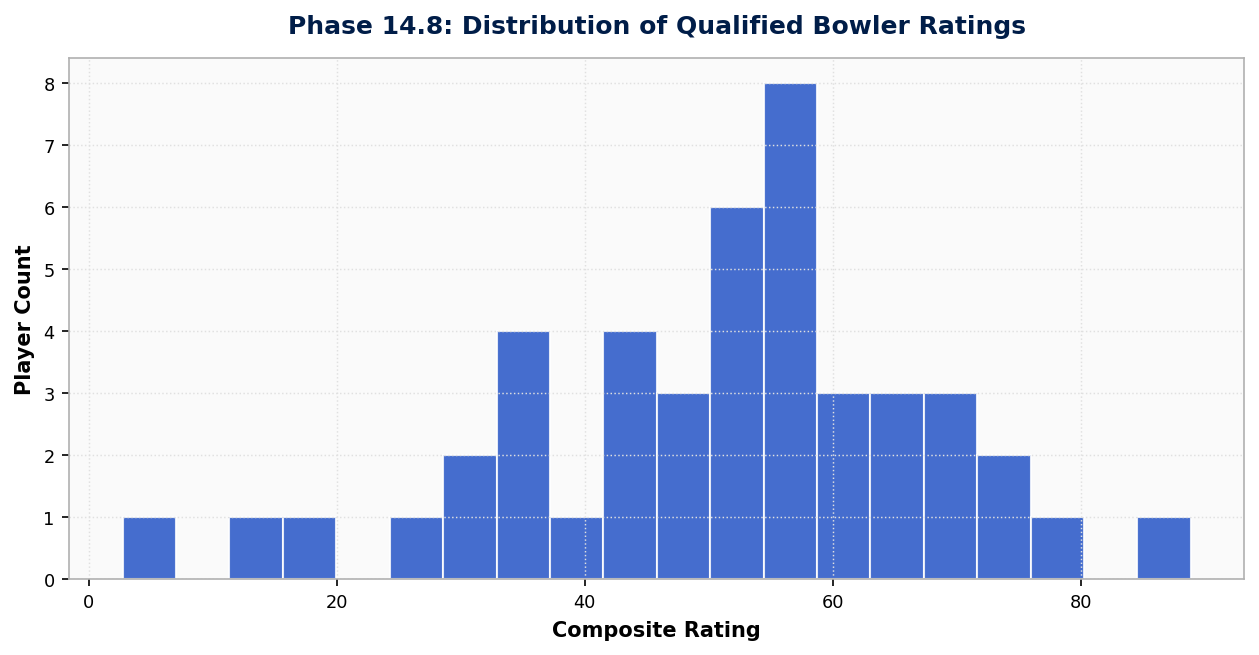 Phase 14.8: Distribution of Qualified Bowler Ratings
Player Count
8
7
6
5
4
3
2
1
0
0 20 40 60 80
Composite Rating